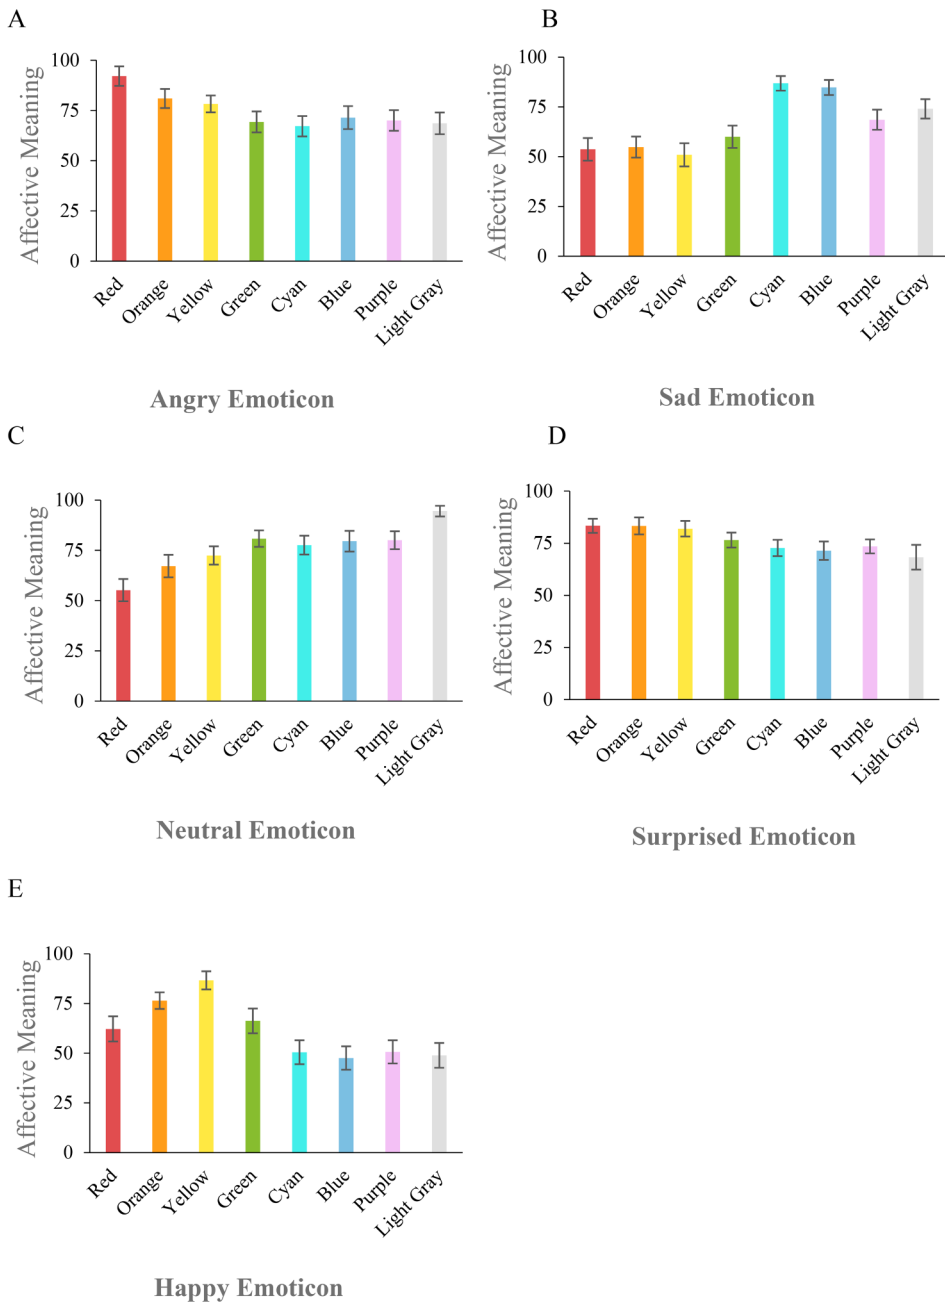 A
Affective Meaning
100
75
50
25
0
Red
Orange
Yellow
Green
Cyan
Blue
Purple
Light Gray
Angry Emoticon
B
Affective Meaning
100
75
50
25
0
Red
Orange
Yellow
Green
Cyan
Blue
Purple
Light Gray
Sad Emoticon
C
Affective Meaning
100
75
50
25
0
Red
Orange
Yellow
Green
Cyan
Blue
Purple
Light Gray
Neutral Emoticon
D
Affective Meaning
100
75
50
25
0
Red
Orange
Yellow
Green
Cyan
Blue
Purple
Light Gray
Surprised Emoticon
E
Affective Meaning
100
75
50
25
0
Red
Orange
Yellow
Green
Cyan
Blue
Purple
Light Gray
Happy Emoticon